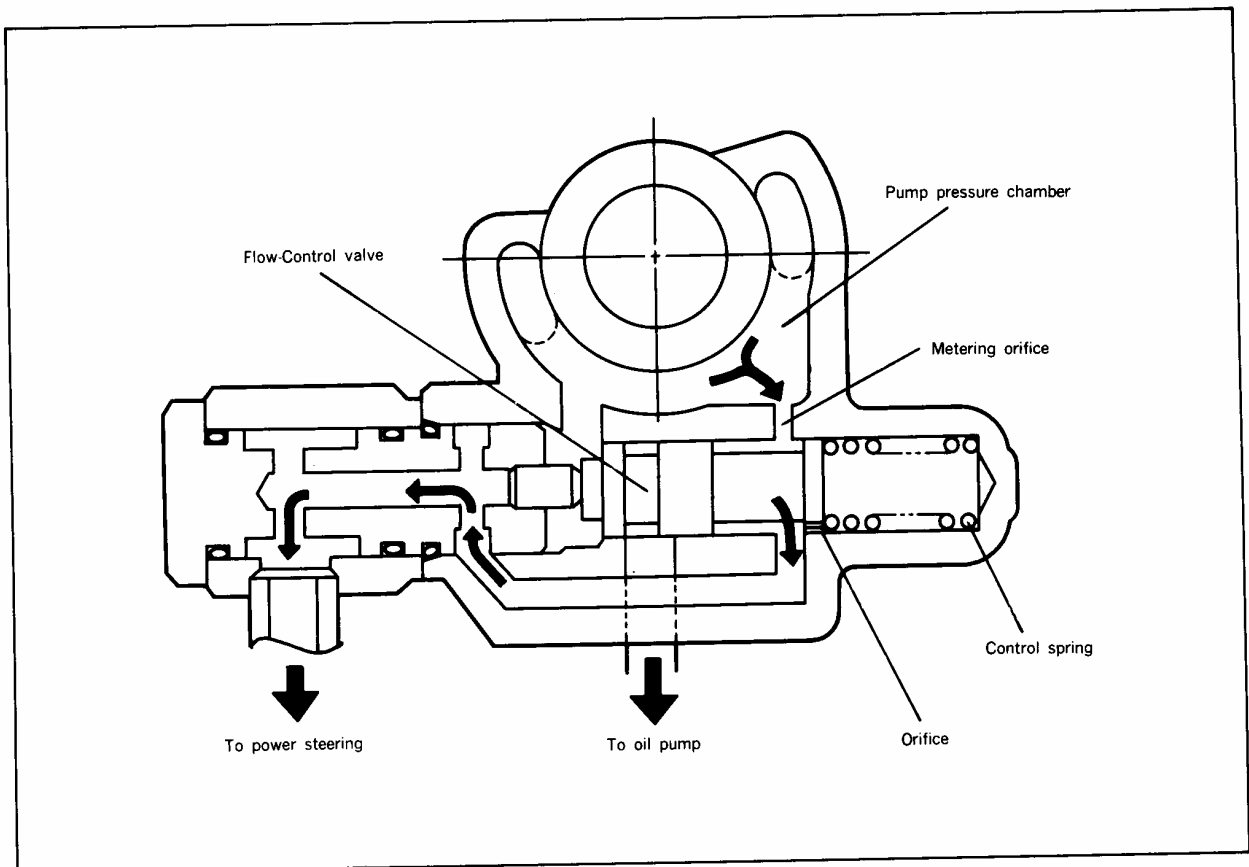 Pump pressure chamber
Flow-Control valve
Metering orifice
Control spring
Orifice
To power steering
To oil pump